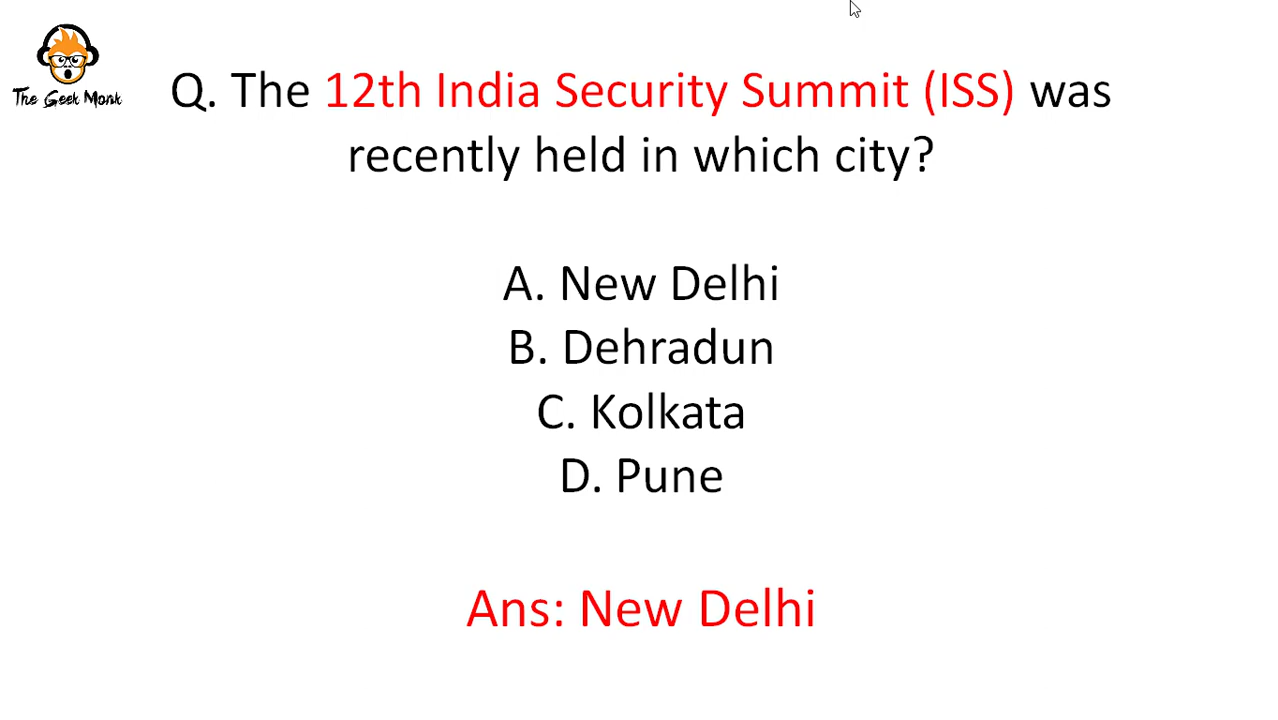 The Geek Monk
Q. The 12th India Security Summit (ISS) was
recently held in which city?
A. New Delhi
B. Dehradun
C. Kolkata
D. Pune
Ans: New Delhi